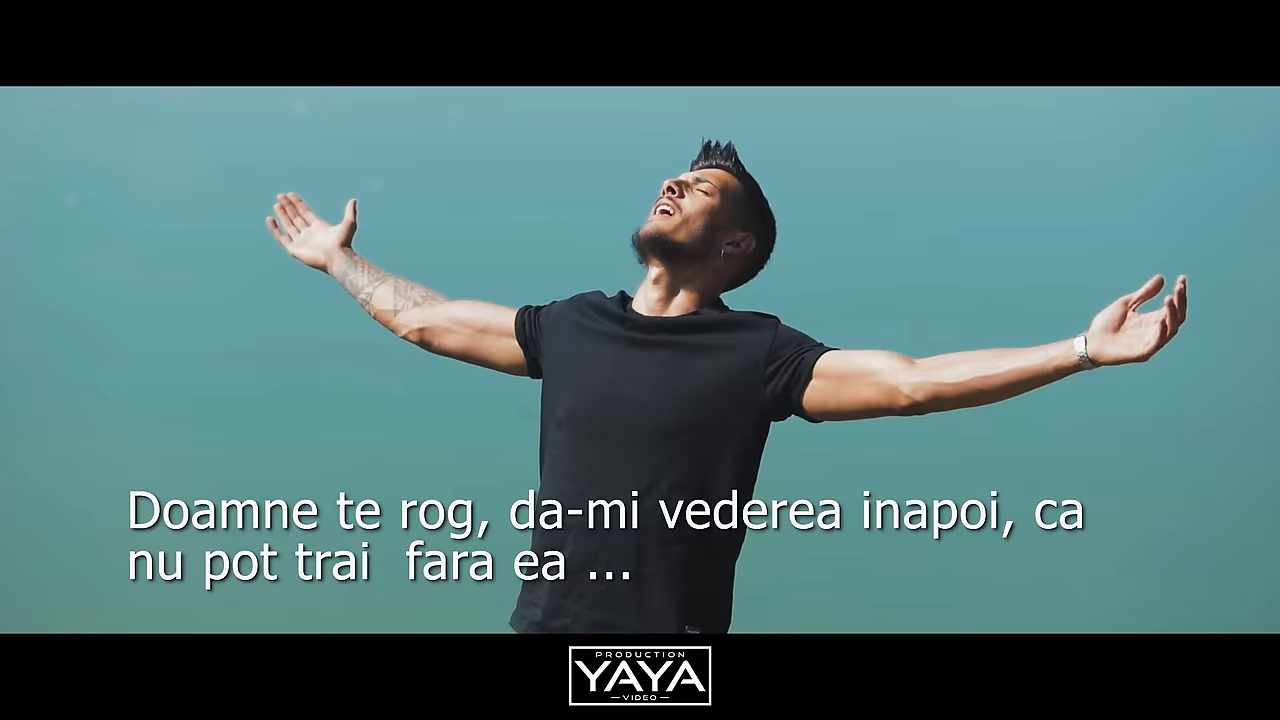 Doamne te rog, da-mi vederea inapoi, ca
nu pot trai  fara ea ...
PRODUCTION
YAYA
VIDEO